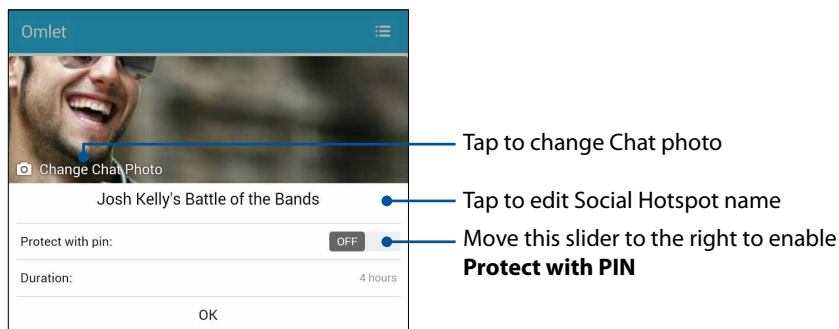 Omlet
Change Chat Photo
Tap to change Chat photo
Josh Kelly's Battle of the Bands
Tap to edit Social Hotspot name
Protect with pin:
OFF
Move this slider to the right to enable
Protect with PIN
Duration:
4 hours
OK